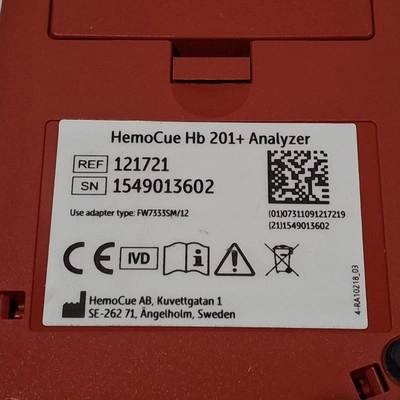 HemoCue Hb 201+ Analyzer
REF 121721
SN 1549013602
Use adapter type: FW7333SM/12
(01)07311091217219
(21)1549013602
CE IVD
HemoCue AB, Kuvettgatan 1
SE-262 71, Ängelholm, Sweden
4-RA10218_03